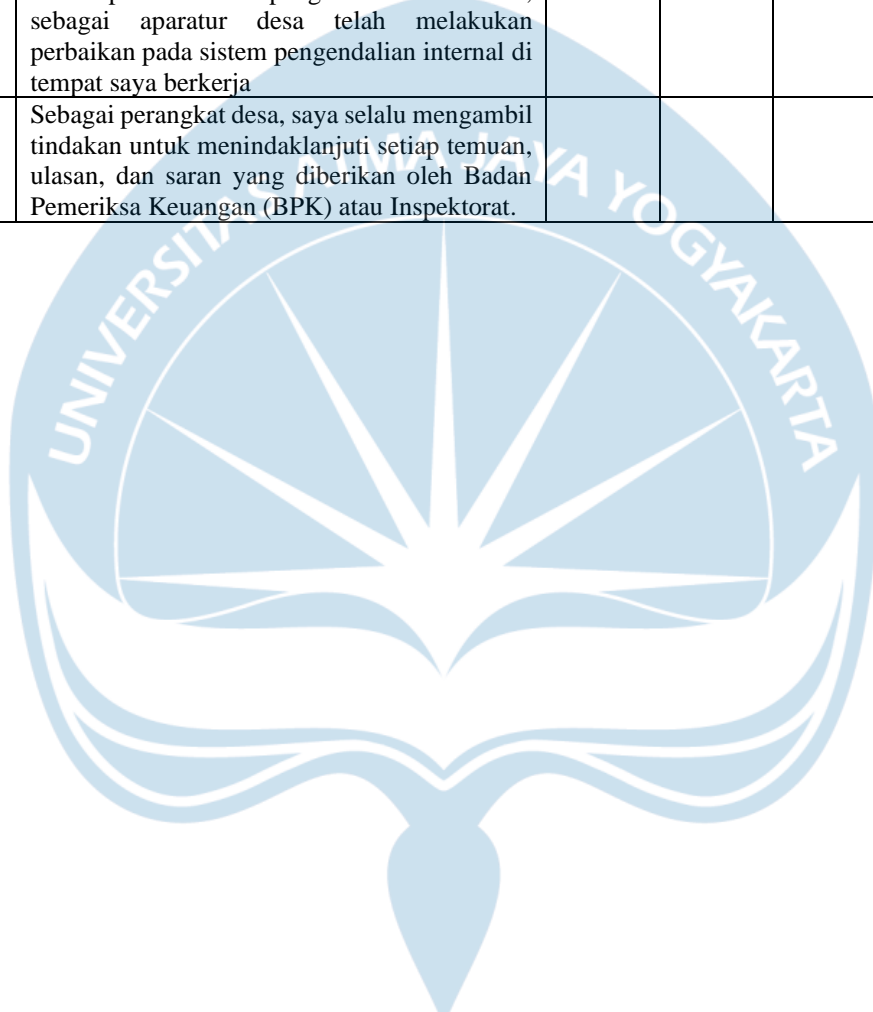 sebagai aparatur desa telah melakukan
perbaikan pada sistem pengendalian internal di
tempat saya berkerja
Sebagai perangkat desa, saya selalu mengambil
tindakan untuk menindaklanjuti setiap temuan,
ulasan, dan saran yang diberikan oleh Badan
Pemeriksa Keuangan (BPK) atau Inspektorat.
UNIVERSITAS ATMA JAYA YOGYAKARTA